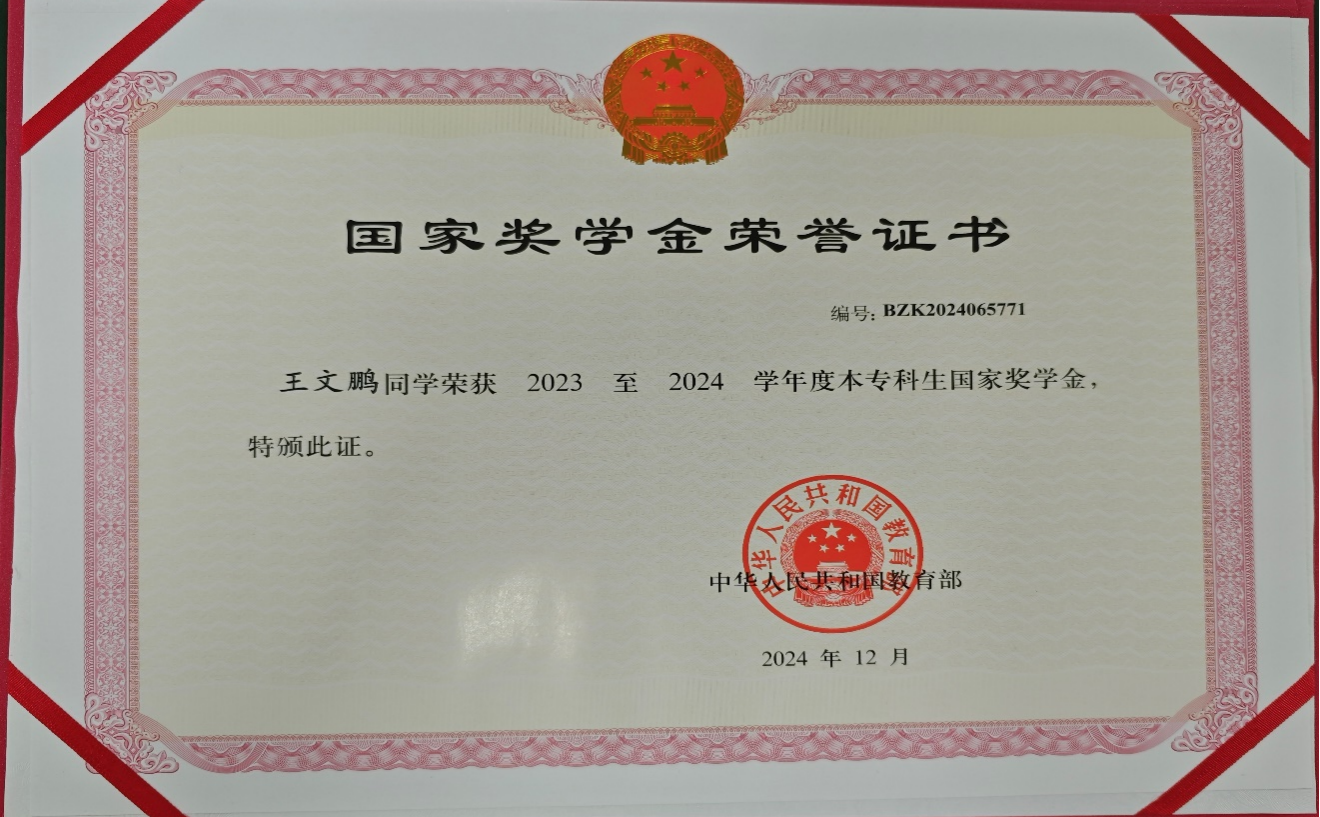 国家奖学金荣誉证书
编号: BZK2024065771
王文鹏同学荣获 2023 至 2024 学年度本专科生国家奖学金,
特颁此证。
中华人民共和国教育部
中华人民共和国教育部
2024 年 12 月